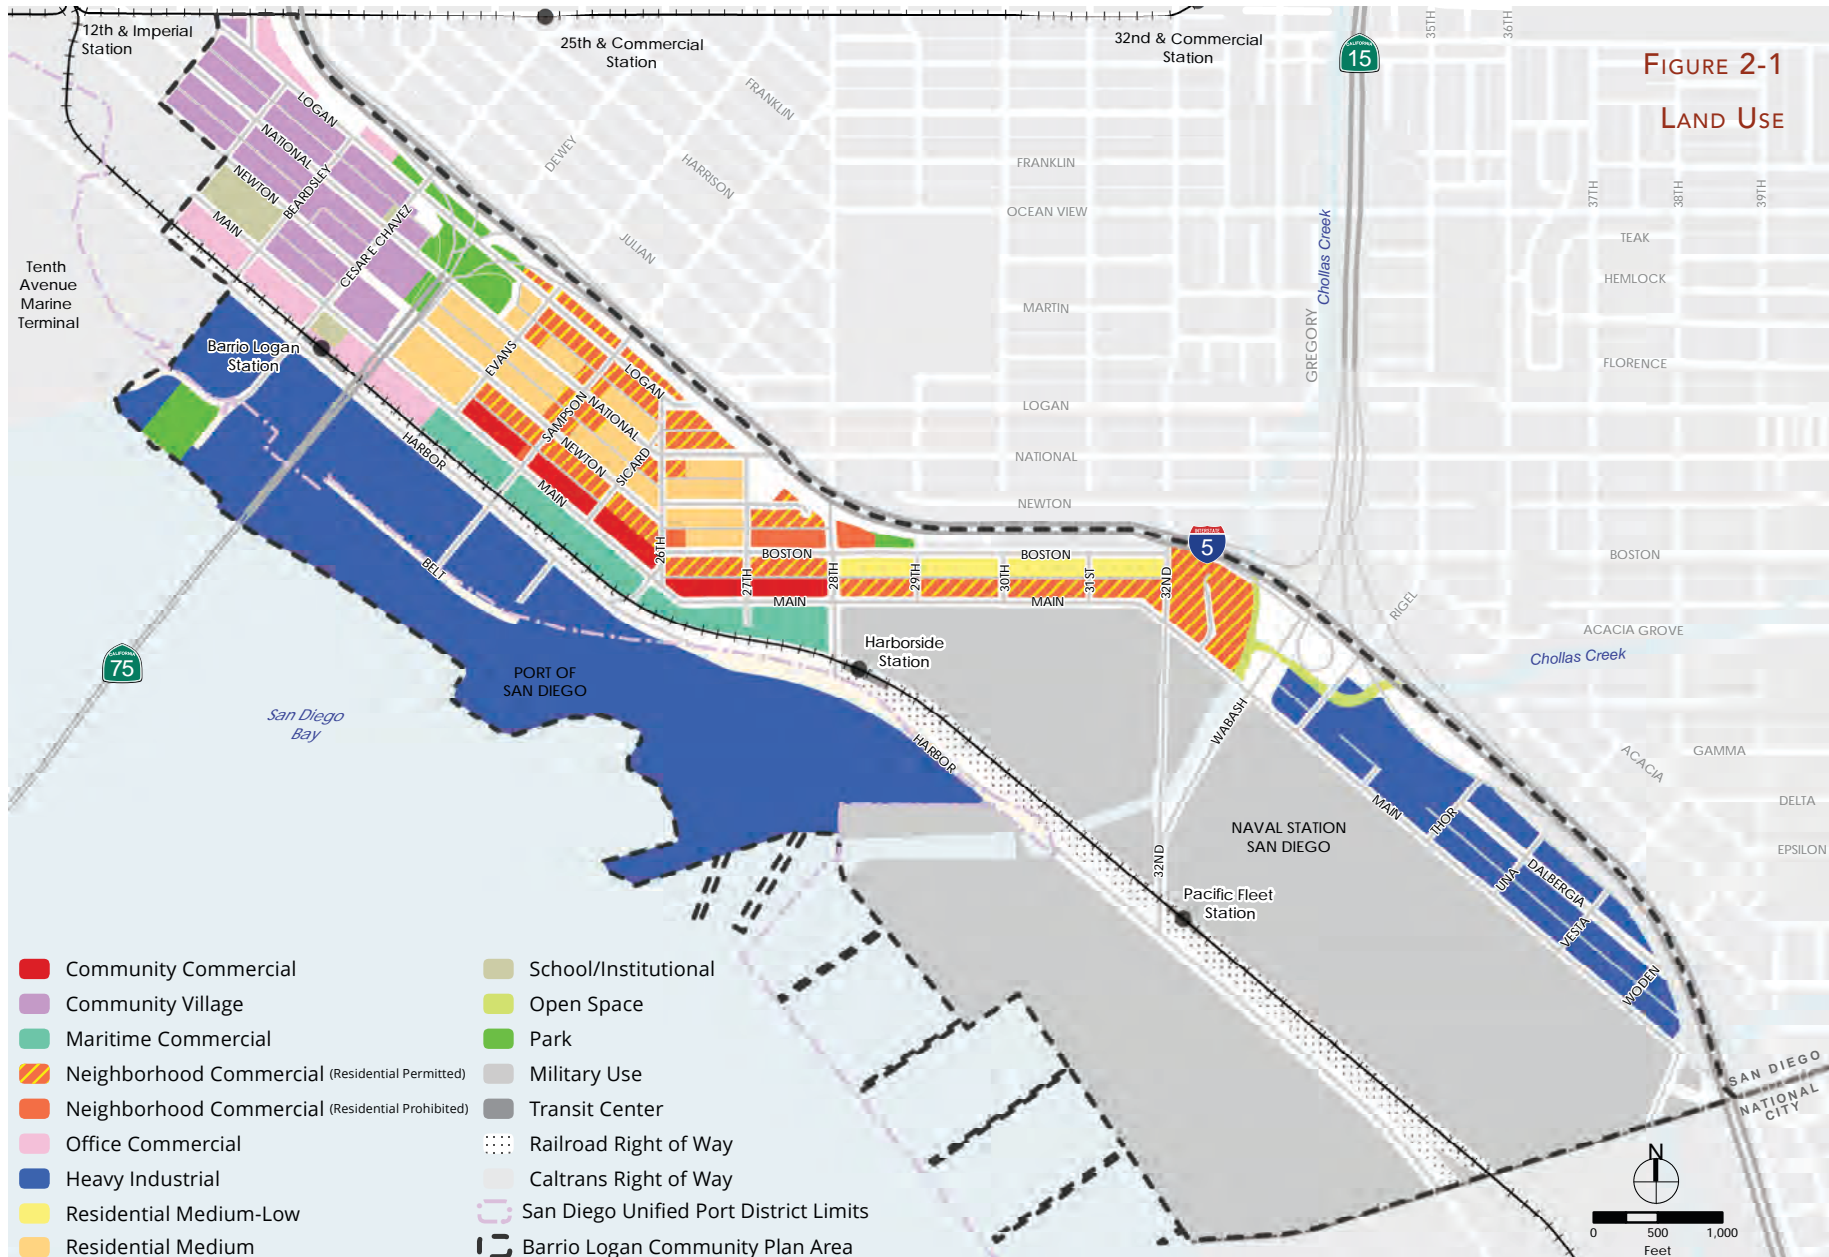 FIGURE 2-1
LAND USE
12th & Imperial
Station
25th & Commercial
Station
32nd & Commercial
Station
CALIFORNIA
15
35TH
36TH
FRANKLIN
DEWEY
HARRISON
JULIAN
FRANKLIN
OCEAN VIEW
MARTIN
LOGAN
NATIONAL
NEWTON
Chollas Creek
GREGORY
37TH
38TH
39TH
TEAK
HEMLOCK
FLORENCE
BOSTON
ACACIA GROVE
Chollas Creek
RIGEL
ACACIA
GAMMA
DELTA
EPSILON
LOGAN
NATIONAL
NEWTON
BEARDSLEY
MAIN
CESAR E CHAVEZ
Tenth
Avenue
Marine
Terminal
Barrio Logan
Station
EVANS
LOGAN
SAMPSON
NATIONAL
NEWTON
SICARD
HARBOR
MAIN
BELT
26TH
BOSTON
27TH
28TH
MAIN
29TH
BOSTON
30TH
31ST
32ND
MAIN
INTERSTATE
5
CALIFORNIA
75
San Diego
Bay
PORT OF
SAN DIEGO
Harborside
Station
HARBOR
WABASH
32ND
NAVAL STATION
SAN DIEGO
Pacific Fleet
Station
MAIN
THOR
UNA
DALBERGIA
VESTA
WODEN
SAN DIEGO
NATIONAL
CITY
Community Commercial
Community Village
Maritime Commercial
Neighborhood Commercial (Residential Permitted)
Neighborhood Commercial (Residential Prohibited)
Office Commercial
Heavy Industrial
Residential Medium-Low
Residential Medium
School/Institutional
Open Space
Park
Military Use
Transit Center
Railroad Right of Way
Caltrans Right of Way
San Diego Unified Port District Limits
Barrio Logan Community Plan Area
N
0 500 1,000
Feet